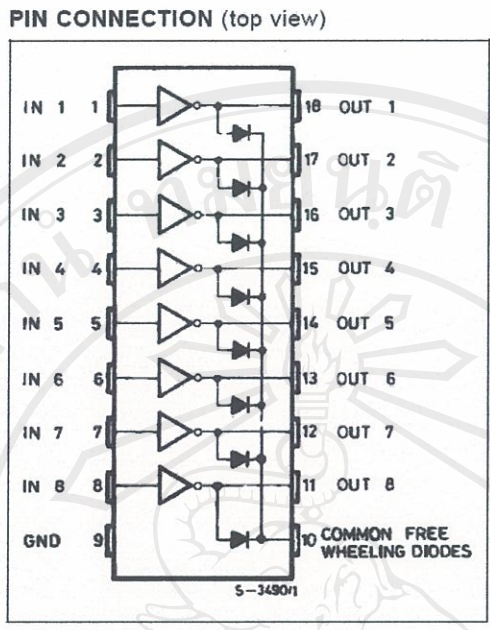 PIN CONNECTION (top view)
IN 1 1 18 OUT 1
IN 2 2 17 OUT 2
IN 3 3 16 OUT 3
IN 4 4 15 OUT 4
IN 5 5 14 OUT 5
IN 6 6 13 OUT 6
IN 7 7 12 OUT 7
IN 8 8 11 OUT 8
GND 9 10 COMMON FREE
WHEELING DIODES
S-3490/1